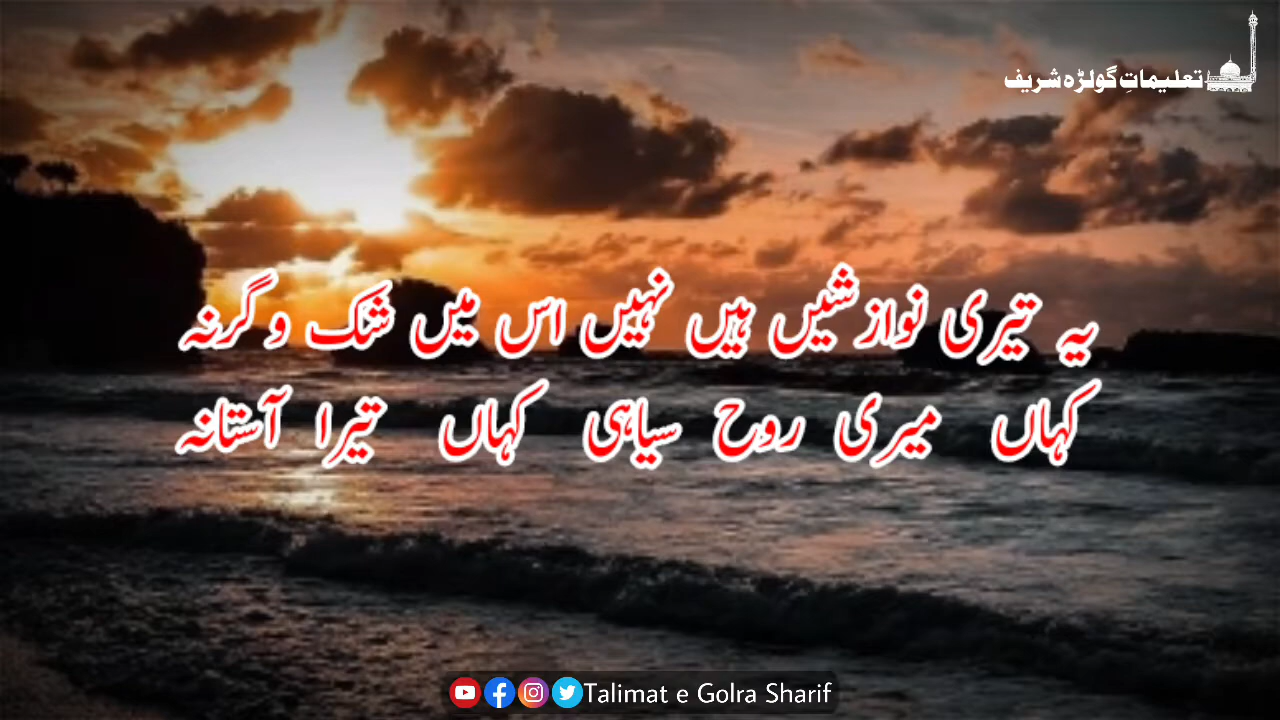 تعلیماتِ گولڑہ شریف
یہ تیری نوازشیں ہیں نہیں اس میں شک وگرنہ
کہاں میری روح سیاہی کہاں تیرا آستانہ
Talimat e Golra Sharif